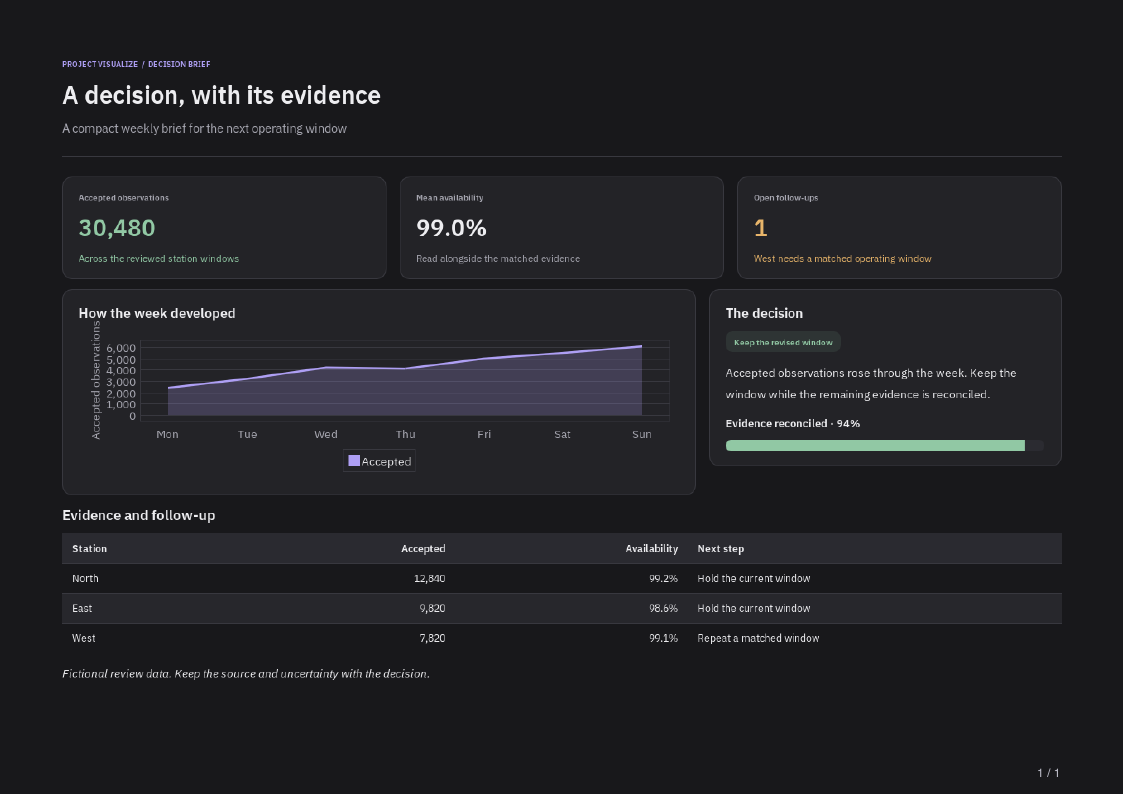 PROJECT VISUALIZE / DECISION BRIEF
A decision, with its evidence
A compact weekly brief for the next operating window
Accepted observations
30,480
Across the reviewed station windows
Mean availability
99.0%
Read alongside the matched evidence
Open follow-ups
1
West needs a matched operating window
How the week developed
Accepted observations
6,000
5,000
4,000
3,000
2,000
1,000
0
Mon Tue Wed Thu Fri Sat Sun
Accepted
The decision
Keep the revised window
Accepted observations rose through the week. Keep the
window while the remaining evidence is reconciled.
Evidence reconciled · 94%
Evidence and follow-up
Station Accepted Availability Next step
North 12,840 99.2% Hold the current window
East 9,820 98.6% Hold the current window
West 7,820 99.1% Repeat a matched window
Fictional review data. Keep the source and uncertainty with the decision.
1 / 1